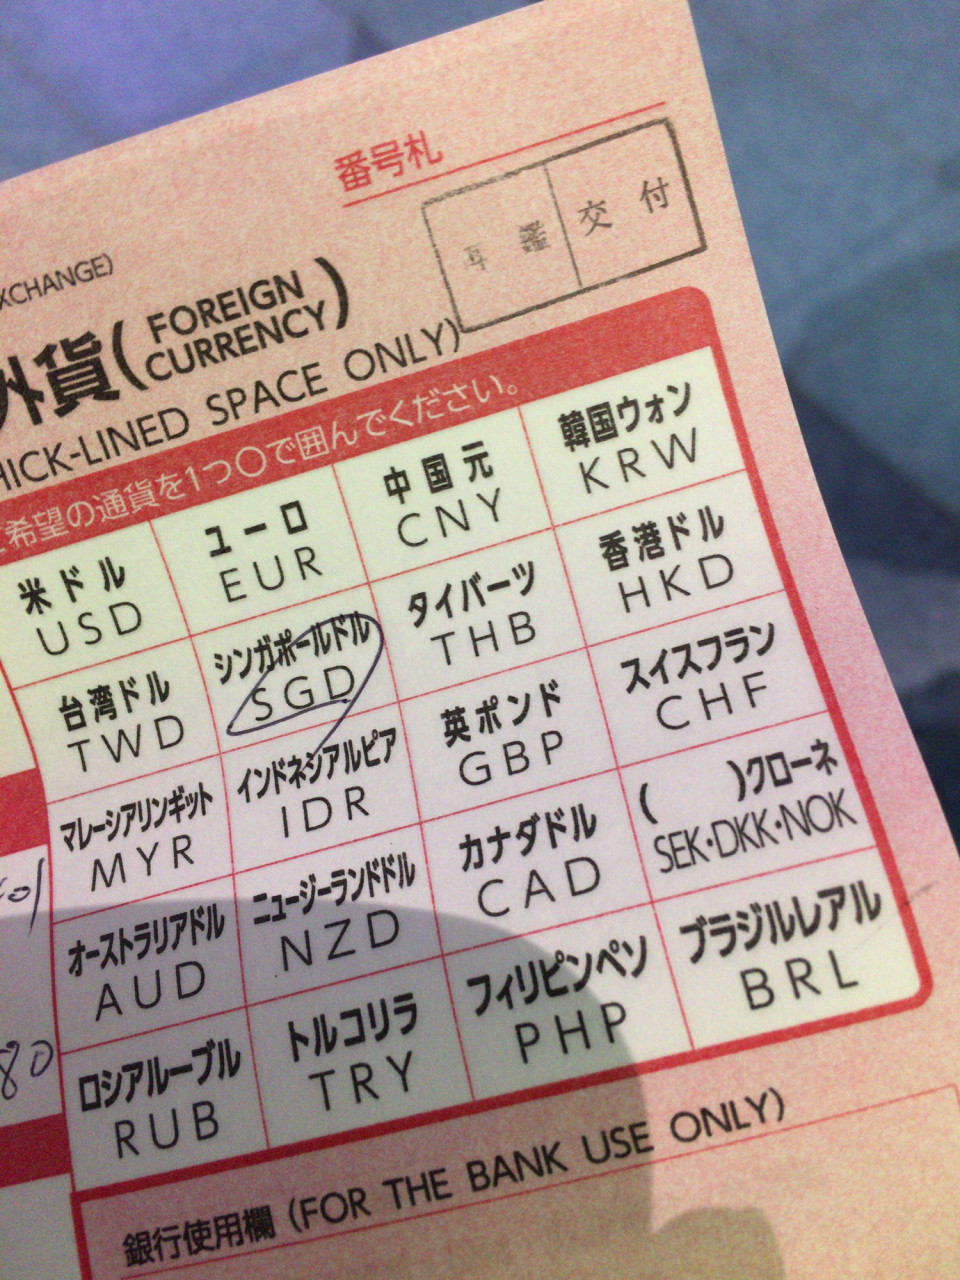 番号札
鑑 交付
XCHANGE)
外貨(FOREIGN CURRENCY)
HICK-LINED SPACE ONLY)
希望の通貨を1つ〇で囲んでください。
米ドル
USD
ユーロ
EUR
中国元
CNY
韓国ウォン
KRW
台湾ドル
TWD
シンガポールドル
SGD
タイバーツ
THB
香港ドル
HKD
マレーシアリンギット
MYR
インドネシアルピア
IDR
英ポンド
GBP
スイスフラン
CHF
オーストラリアドル
AUD
ニュージーランドドル
NZD
カナダドル
CAD
( )クローネ
SEK・DKK・NOK
ロシアルーブル
RUB
トルコリラ
TRY
フィリピンペソ
PHP
ブラジルレアル
BRL
80
銀行使用欄 (FOR THE BANK USE ONLY)